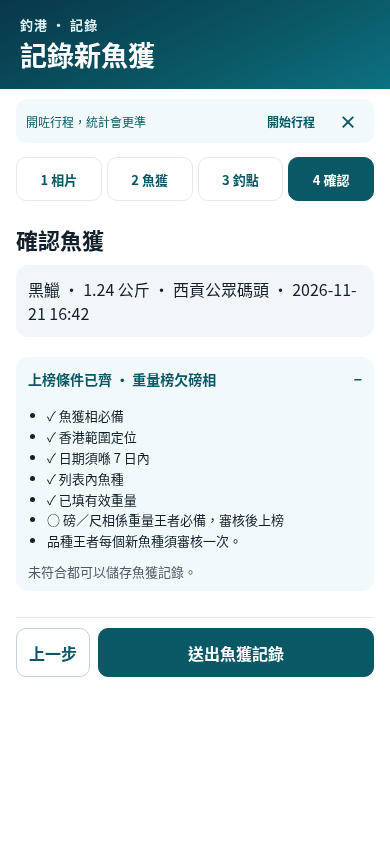 釣港 · 記錄
記錄新魚獲
開咗行程，統計會更準
開始行程 ✕
1 相片
2 魚獲
3 釣點
4 確認
確認魚獲
黑鱲 · 1.24 公斤 · 西貢公眾碼頭 · 2026-11-
21 16:42
上榜條件已齊 · 重量榜欠磅相 −
• ✓ 魚獲相必備
• ✓ 香港範圍定位
• ✓ 日期須喺 7 日內
• ✓ 列表內魚種
• ✓ 已填有效重量
• ○ 磅／尺相係重量王者必備，審核後上榜
• 品種王者每個新魚種須審核一次。
未符合都可以儲存魚獲記錄。
上一步
送出魚獲記錄